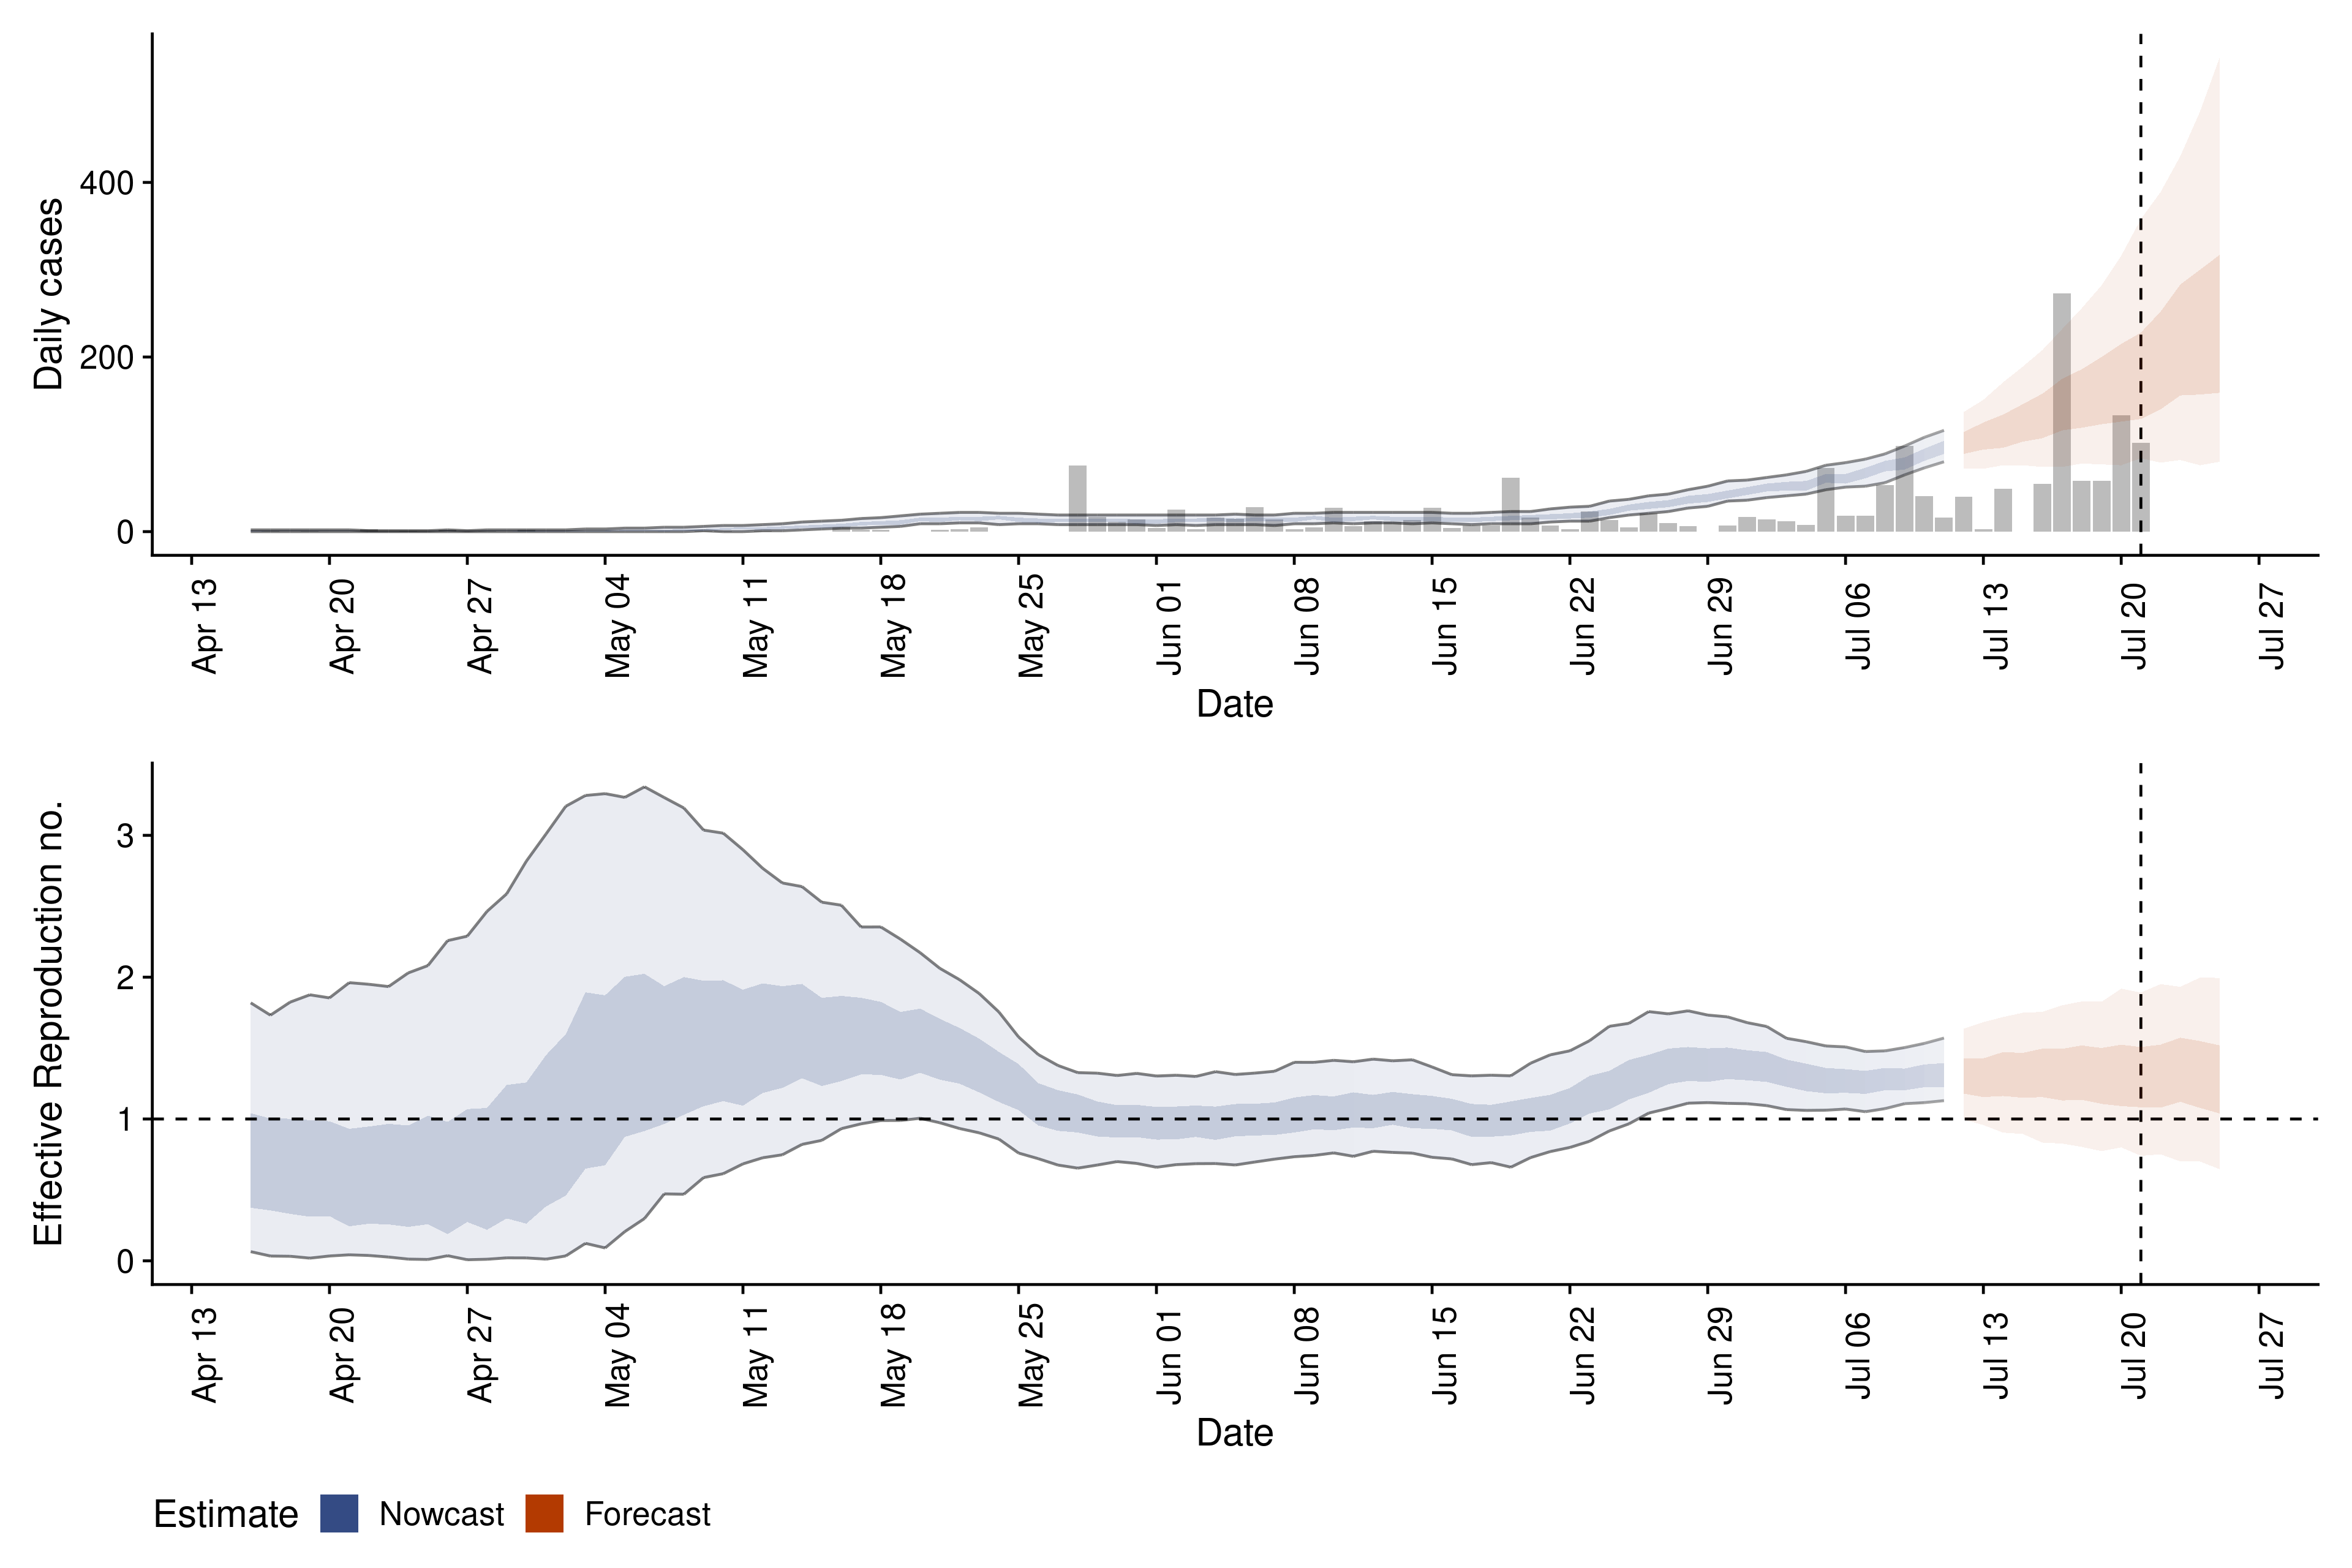 Daily cases
400
200
0
Apr 13
Apr 20
Apr 27
May 04
May 11
May 18
May 25
Jun 01
Jun 08
Jun 15
Jun 22
Jun 29
Jul 06
Jul 13
Jul 20
Jul 27
Date
Effective Reproduction no.
3
2
1
0
Apr 13
Apr 20
Apr 27
May 04
May 11
May 18
May 25
Jun 01
Jun 08
Jun 15
Jun 22
Jun 29
Jul 06
Jul 13
Jul 20
Jul 27
Date
Estimate Nowcast Forecast